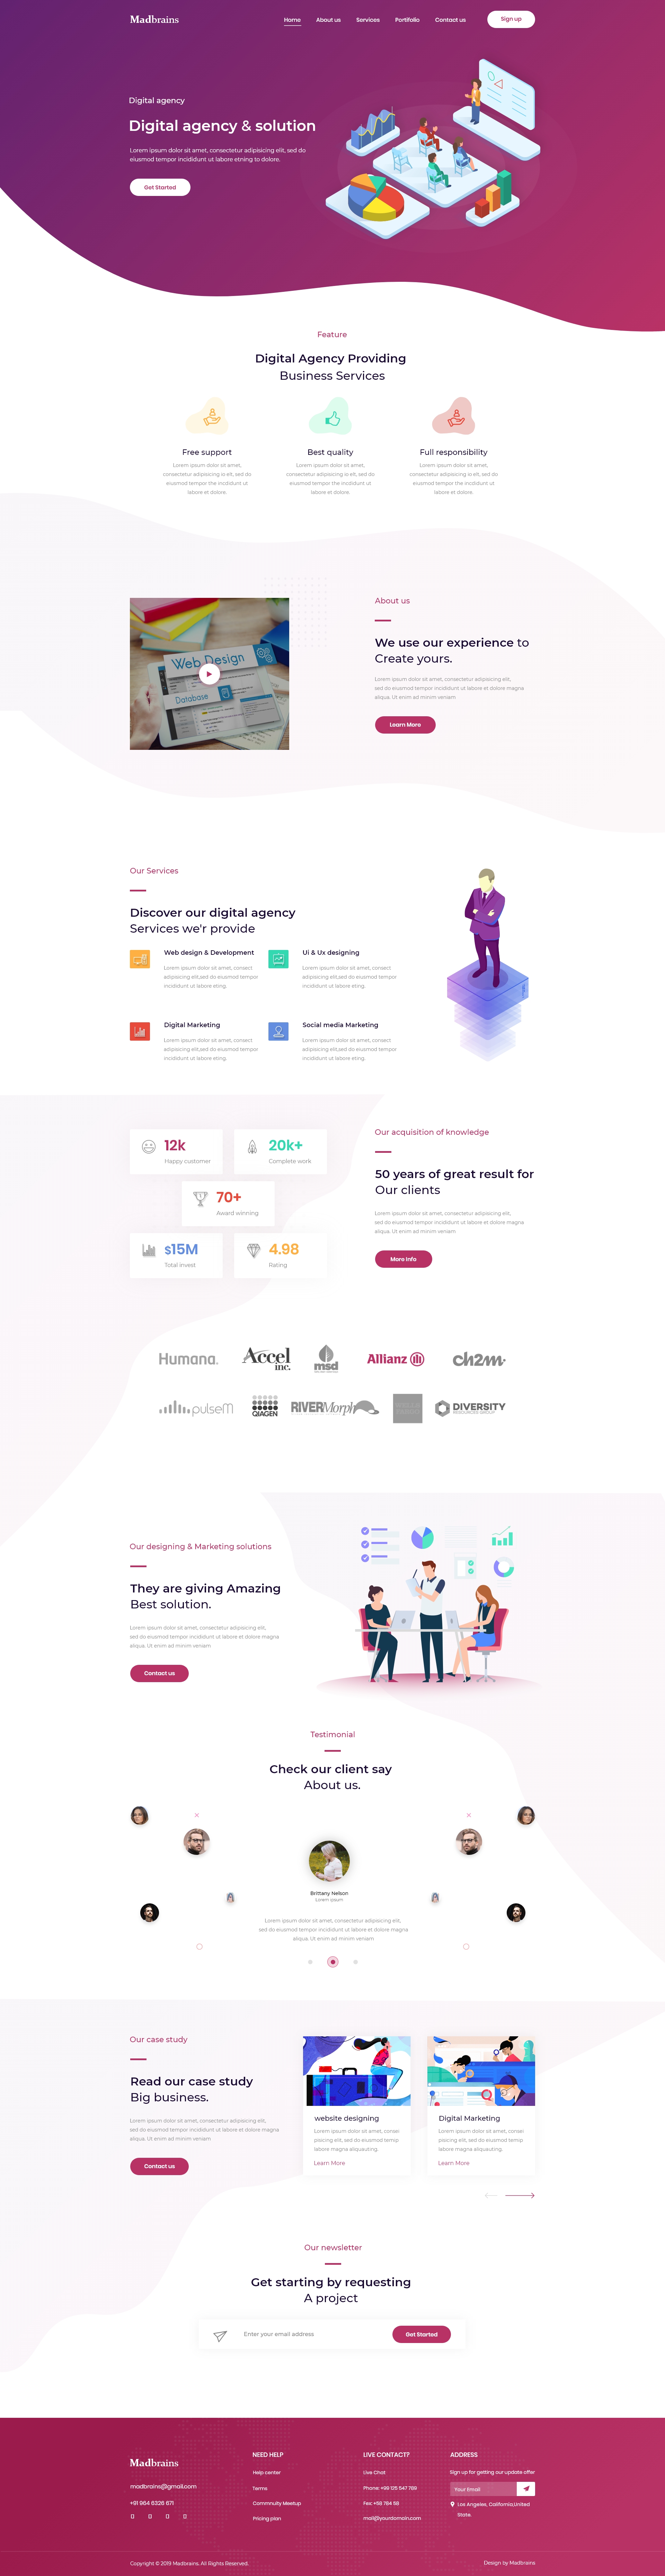 Madbrains
Home
About us
Services
Portifolio
Contact us
Sign up
Digital agency
Digital agency & solution
Lorem ipsum dolor sit amet, consectetur adipisicing elit, sed do
eiusmod tempor incididunt ut labore etning to dolore.
Get Started
Feature
Digital Agency Providing
Business Services
Free support
Lorem ipsum dolor sit amet,
consectetur adipisicing io elt, sed do
eiusmod tempor the incididunt ut
labore et dolore.
Best quality
Lorem ipsum dolor sit amet,
consectetur adipisicing io elt, sed do
eiusmod tempor the incididunt ut
labore et dolore.
Full responsibility
Lorem ipsum dolor sit amet,
consectetur adipisicing io elt, sed do
eiusmod tempor the incididunt ut
labore et dolore.
Web Design
Database
About us
We use our experience to
Create yours.
Lorem ipsum dolor sit amet, consectetur adipisicing elit,
sed do eiusmod tempor incididunt ut labore et dolore magna
aliqua. Ut enim ad minim veniam
Learn More
Our Services
Discover our digital agency
Services we'r provide
Web design & Development
Lorem ipsum dolor sit amet, consect
adipisicing elit,sed do eiusmod tempor
incididunt ut labore eting.
Ui & Ux designing
Lorem ipsum dolor sit amet, consect
adipisicing elit,sed do eiusmod tempor
incididunt ut labore eting.
Digital Marketing
Lorem ipsum dolor sit amet, consect
adipisicing elit,sed do eiusmod tempor
incididunt ut labore eting.
Social media Marketing
Lorem ipsum dolor sit amet, consect
adipisicing elit,sed do eiusmod tempor
incididunt ut labore eting.
12k
Happy customer
20k+
Complete work
70+
Award winning
$15M
Total invest
4.98
Rating
Our acquisition of knowledge
50 years of great result for
Our clients
Lorem ipsum dolor sit amet, consectetur adipisicing elit,
sed do eiusmod tempor incididunt ut labore et dolore magna
aliqua. Ut enim ad minim veniam
More Info
Humana.
Accel
inc.
msd
Allianz
ch2m
pulseM
QIAGEN
RIVERMorph
DIVERSITY
RESOURCES GROUP
Our designing & Marketing solutions
They are giving Amazing
Best solution.
Lorem ipsum dolor sit amet, consectetur adipisicing elit,
sed do eiusmod tempor incididunt ut labore et dolore magna
aliqua. Ut enim ad minim veniam
Contact us
Testimonial
Check our client say
About us.
Brittany Nelson
Lorem ipsum
Lorem ipsum dolor sit amet, consectetur adipisicing elit,
sed do eiusmod tempor incididunt ut labore et dolore magna
aliqua. Ut enim ad minim veniam
Our case study
Read our case study
Big business.
Lorem ipsum dolor sit amet, consectetur adipisicing elit,
sed do eiusmod tempor incididunt ut labore et dolore magna
aliqua. Ut enim ad minim veniam
Contact us
website designing
Lorem ipsum dolor sit amet, consei
pisicing elit, sed do eiusmod temip
labore magna aliquauting.
Learn More
Digital Marketing
Lorem ipsum dolor sit amet, consei
pisicing elit, sed do eiusmod temip
labore magna aliquauting.
Learn More
Our newsletter
Get starting by requesting
A project
Enter your email address
Get Started
Madbrains
madbrains@gmail.com
+91 964 6326 671
NEED HELP
Help center
Terms
Commnuity Meetup
Pricing plan
LIVE CONTACT?
Live Chat
Phone: +99 125 547 789
Fex: +58 784 58
mail@yourdomain.com
ADDRESS
Sign up for getting our update offer
Your Email
Los Angeles, California,United
State.
Copyright © 2019 Madbrains. All Rights Reserved.
Design by Madbrains